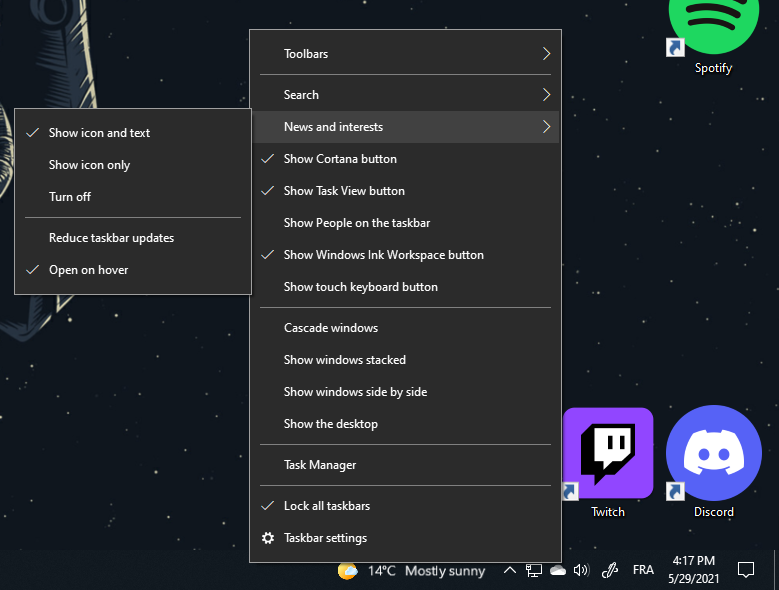 Spotify
Toolbars
Search
News and interests
Show Cortana button
Show Task View button
Show People on the taskbar
Show Windows Ink Workspace button
Show touch keyboard button
Cascade windows
Show windows stacked
Show windows side by side
Show the desktop
Task Manager
Lock all taskbars
Taskbar settings
Show icon and text
Show icon only
Turn off
Reduce taskbar updates
Open on hover
Twitch
Discord
14°C Mostly sunny
FRA
4:17 PM
5/29/2021